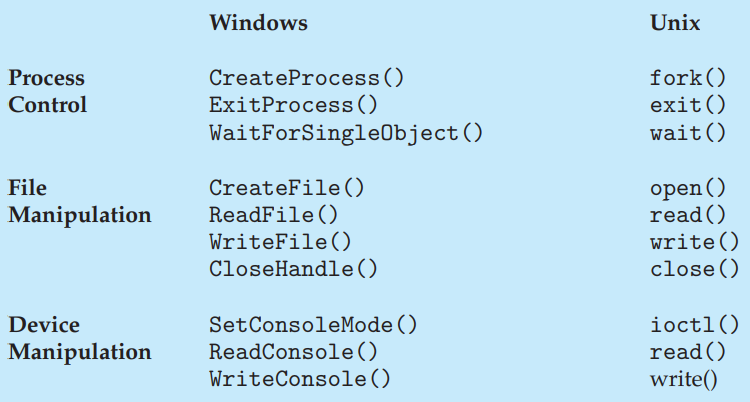 Windows Unix
Process CreateProcess() fork()
Control ExitProcess() exit()
WaitForSingleObject() wait()
File CreateFile() open()
Manipulation ReadFile() read()
WriteFile() write()
CloseHandle() close()
Device SetConsoleMode() ioctl()
Manipulation ReadConsole() read()
WriteConsole() write()